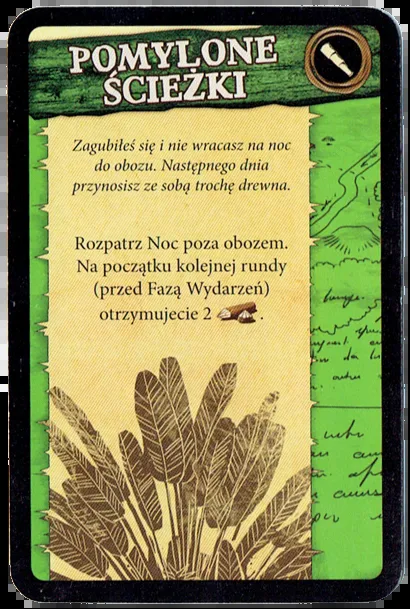 POMYLONE
ŚCIEŻKI
Zagubiłeś się i nie wracasz na noc
do obozu. Następnego dnia
przynosisz ze sobą trochę drewna.
Rozpatrz Noc poza obozem.
Na początku kolejnej rundy
(przed Fazą Wydarzeń)
otrzymujecie 2 .